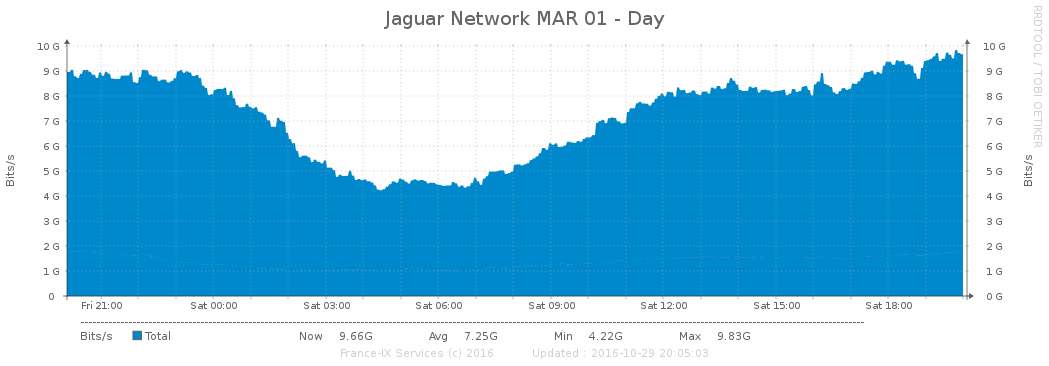 Jaguar Network MAR 01 - Day
RRDTOOL / TOBI OETIKER
Bits/s
10 G 10 G
9 G 9 G
8 G 8 G
7 G 7 G
6 G 6 G
5 G 5 G
4 G 4 G
3 G 3 G
2 G 2 G
1 G 1 G
0 0 G
Bits/s
Fri 21:00 Sat 00:00 Sat 03:00 Sat 06:00 Sat 09:00 Sat 12:00 Sat 15:00 Sat 18:00
Bits/s Total Now 9.66G Avg 7.25G Min 4.22G Max 9.83G
France-IX Services (c) 2016 Updated : 2016-10-29 20:05:03